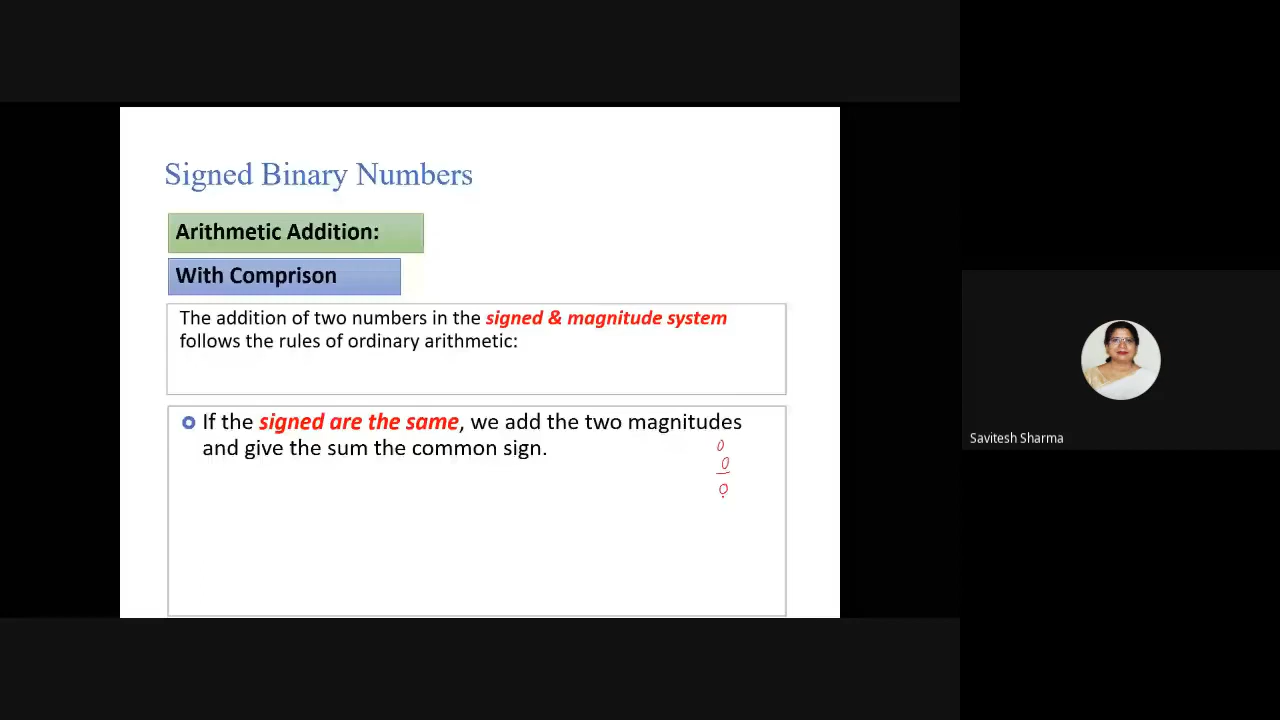 Signed Binary Numbers
Arithmetic Addition:
With Comprison
The addition of two numbers in the signed & magnitude system
follows the rules of ordinary arithmetic:
If the signed are the same, we add the two magnitudes
and give the sum the common sign.
0
0
0
Savitesh Sharma